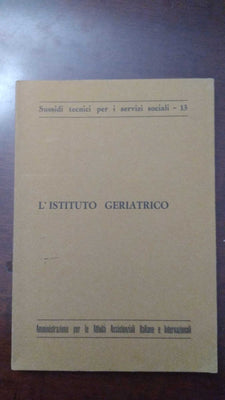 Sussidi tecnici per i servizi sociali - 13
L'ISTITUTO GERIATRICO
Amministrazione per le Attività Assistenziali Italiane e Internazionali